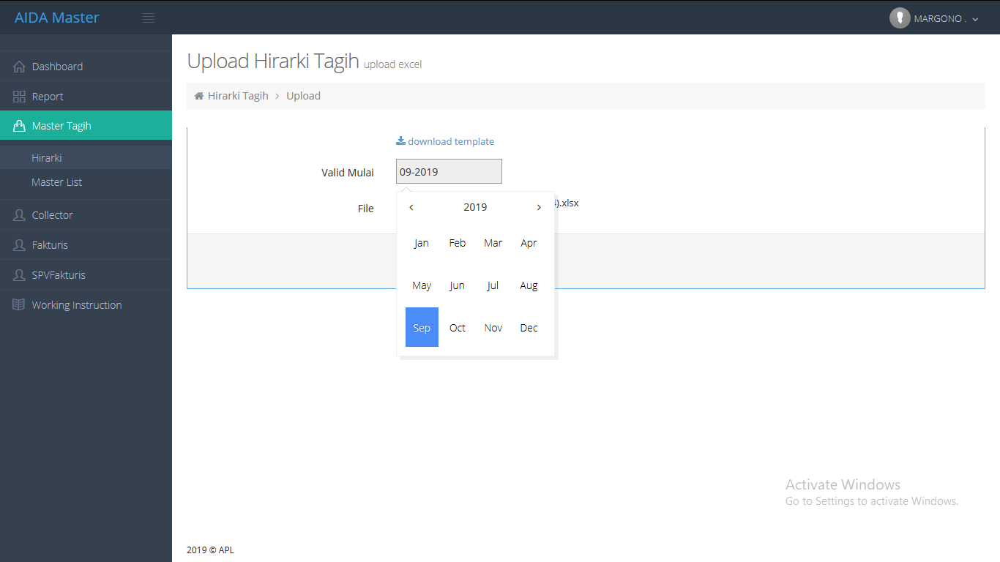 AIDA Master
MARGONO .
Dashboard
Report
Master Tagih
Hirarki
Master List
Collector
Fakturis
SPVFakturis
Working Instruction
Upload Hirarki Tagih upload excel
Hirarki Tagih > Upload
download template
Valid Mulai 09-2019
File ).xlsx
‹ 2019 ›
Jan Feb Mar Apr
May Jun Jul Aug
Sep Oct Nov Dec
Activate Windows
Go to Settings to activate Windows.
2019 © APL